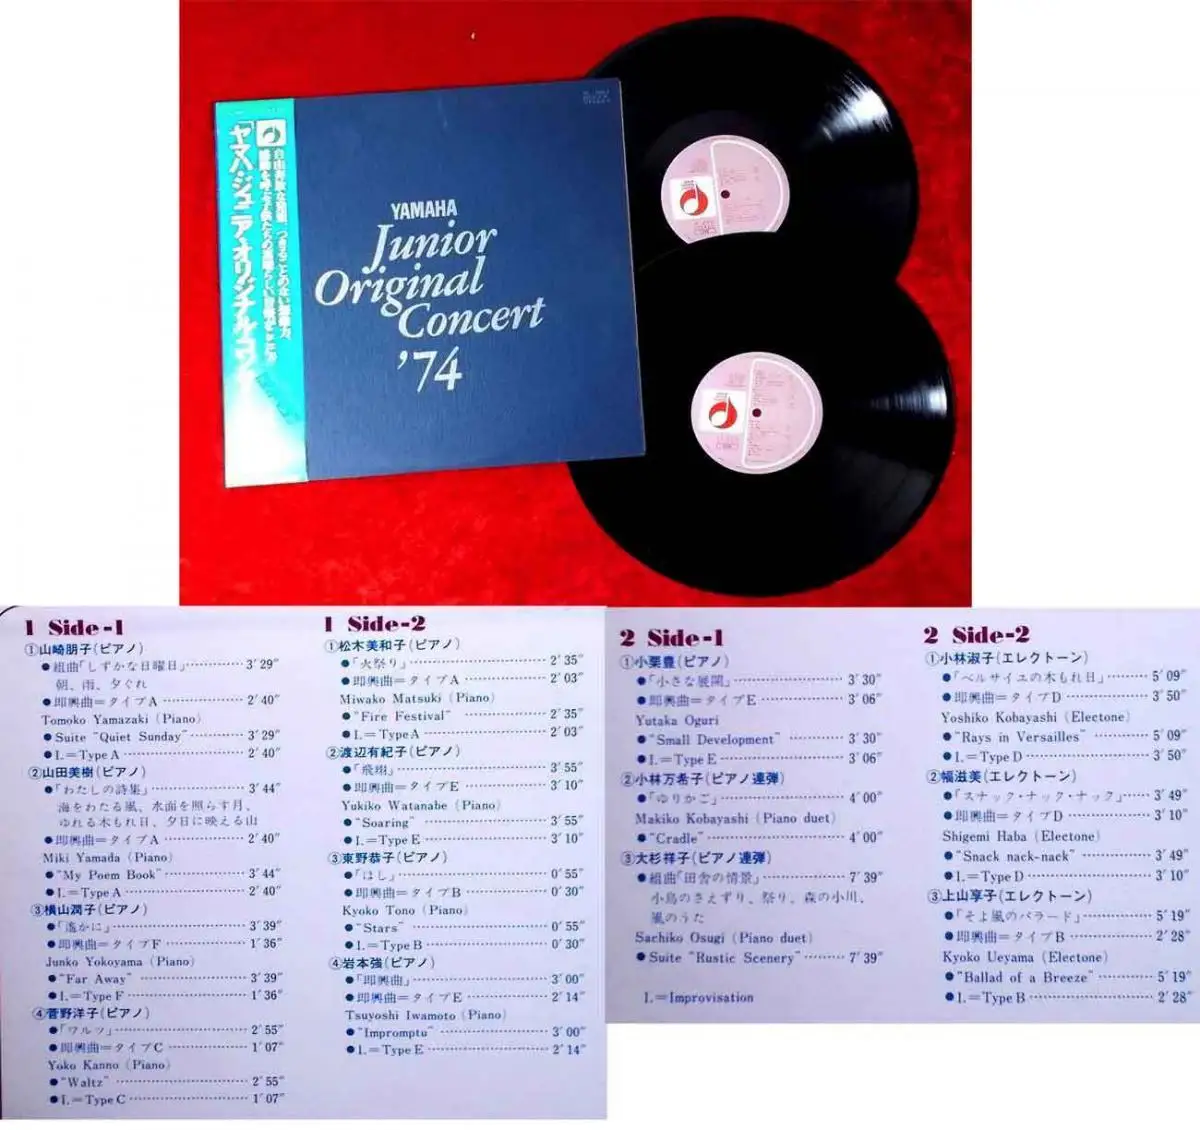 「ヤマハ・ジュニア・オリジナル・コン
YAMAHA
Junior
Original
Concert
'74
1 Side-1
①山崎朋子(ピアノ)
●組曲「しずかな日曜日」 3′29″
朝、雨、夕ぐれ
●即興曲=タイプA 2′40″
Tomoko Yamazaki (Piano)
●Suite "Quiet Sunday" 3′29″
●I.=Type A 2′40″
②山田美樹(ピアノ)
●「わたしの詩集」 3′44″
海をわたる風、水面を照らす月、
ゆれる木もれ日、夕日に映える山
●即興曲=タイプA 2′40″
Miki Yamada (Piano)
●"My Poem Book" 3′44″
●I.=Type A 2′40″
③横山潤子(ピアノ)
●「遙かに」 3′39″
●即興曲=タイプF 1′36″
Junko Yokoyama (Piano)
●"Far Away" 3′39″
●I.=Type F 1′36″
④菅野洋子(ピアノ)
●「ワルツ」 2′55″
●即興曲=タイプC 1′07″
Yoko Kanno (Piano)
●"Waltz" 2′55″
●I.=Type C 1′07″
1 Side-2
①松木美和子(ピアノ)
●「火祭り」 2′35″
●即興曲=タイプA 2′03″
Miwako Matsuki (Piano)
●"Fire Festival" 2′35″
●I.=Type A 2′03″
②渡辺有紀子(ピアノ)
●「飛翔」 3′55″
●即興曲=タイプE 3′10″
Yukiko Watanabe (Piano)
●"Soaring" 3′55″
●I.=Type E 3′10″
③東野恭子(ピアノ)
●「ほし」 0′55″
●即興曲=タイプB 0′30″
Kyoko Tono (Piano)
●"Stars" 0′55″
●I.=Type B 0′30″
④岩本強(ピアノ)
●「即興曲」 3′00″
●即興曲=タイプE 2′14″
Tsuyoshi Iwamoto (Piano)
●"Impromptu" 3′00″
●I.=Type E 2′14″
2 Side-1
①小栗豊(ピアノ)
●「小さな展開」 3′30″
●即興曲=タイプE 3′06″
Yutaka Oguri
●"Small Development" 3′30″
●I.=Type E 3′06″
②小林万希子(ピアノ連弾)
●「ゆりかご」 4′00″
Makiko Kobayashi (Piano duet)
●"Cradle" 4′00″
③大杉祥子(ピアノ連弾)
●組曲「田舎の情景」 7′39″
小鳥のさえずり、祭り、森の小川、
風のうた
Sachiko Osugi (Piano duet)
●Suite "Rustic Scenery" 7′39″
I.=Improvisation
2 Side-2
①小林淑子(エレクトーン)
●「ベルサイユの木もれ日」 5′09″
●即興曲=タイプD 3′50″
Yoshiko Kobayashi (Electone)
●"Rays in Versailles" 5′09″
●I.=Type D 3′50″
②幅滋美(エレクトーン)
●「スナック・ナック・ナック」 3′49″
●即興曲=タイプD 3′10″
Shigemi Haba (Electone)
●"Snack nack-nack" 3′49″
●I.=Type D 3′10″
③上山享子(エレクトーン)
●「そよ風のバラード」 5′19″
●即興曲=タイプB 2′28″
Kyoko Ueyama (Electone)
●"Ballad of a Breeze" 5′19″
●I.=Type B 2′28″